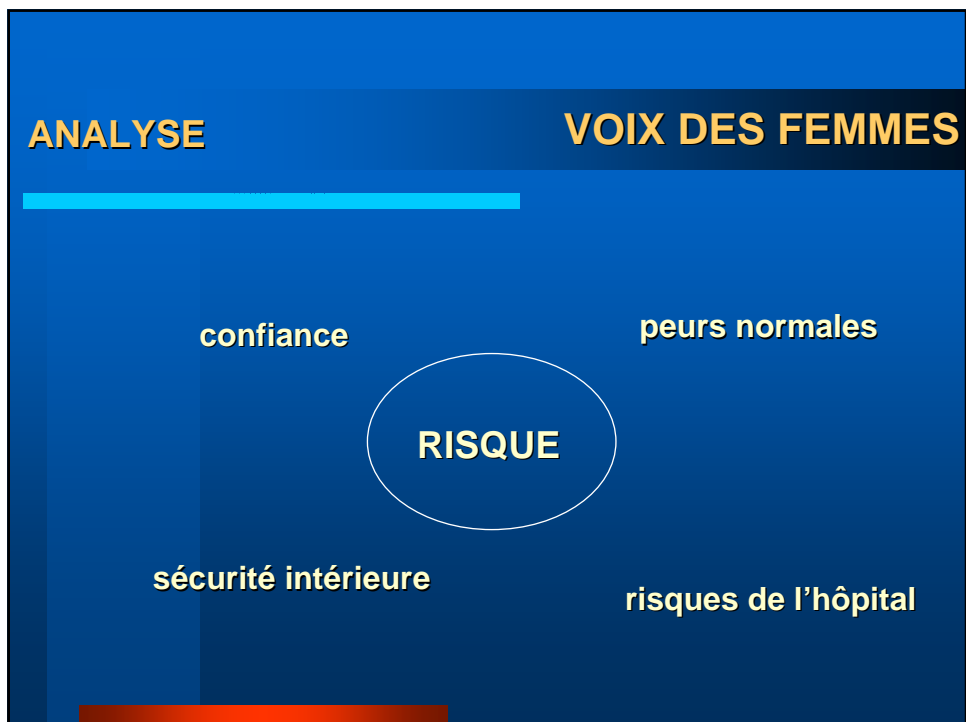 ANALYSE
VOIX DES FEMMES
confiance
peurs normales
RISQUE
sécurité intérieure
risques de l’hôpital